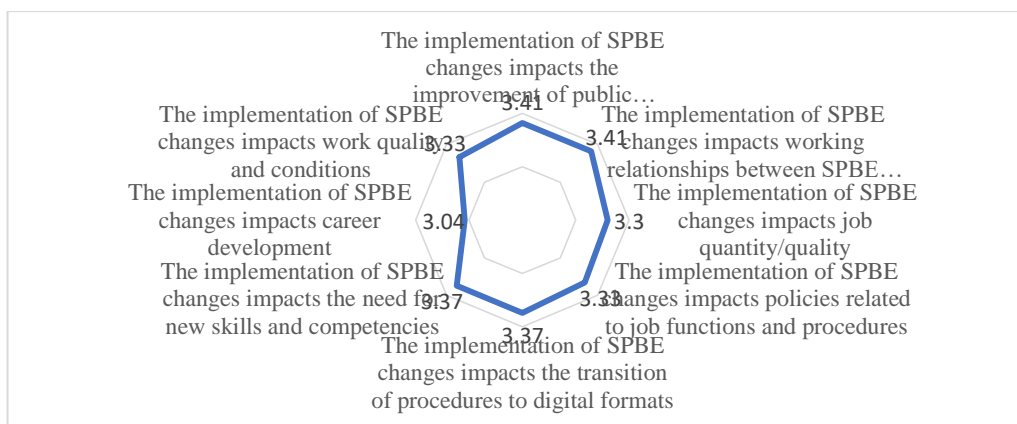 The implementation of SPBE
changes impacts the
improvement of public…
3.41
The implementation of SPBE
changes impacts working
relationships between SPBE…
3.41
The implementation of SPBE
changes impacts job
quantity/quality
3.3
The implementation of SPBE
changes impacts policies related
to job functions and procedures
3.33
3.37
The implementation of SPBE
changes impacts the transition
of procedures to digital formats
The implementation of SPBE
changes impacts the need for
new skills and competencies
3.37
The implementation of SPBE
changes impacts career
development
3.04
The implementation of SPBE
changes impacts work quality
and conditions
3.33